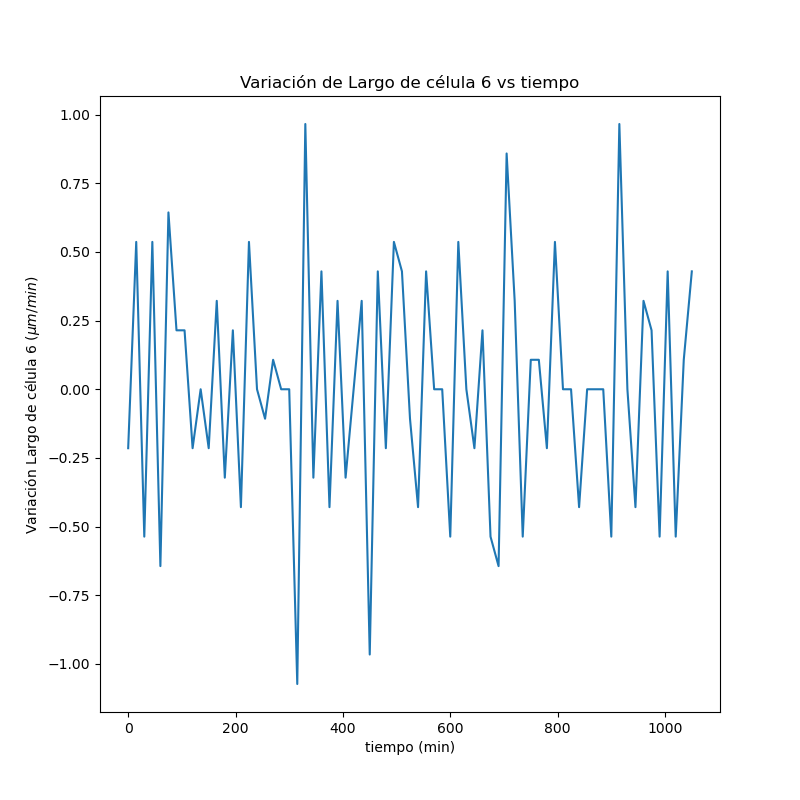 Variación de Largo de célula 6 vs tiempo
1.00
0.75
0.50
0.25
0.00
−0.25
−0.50
−0.75
−1.00
Variación Largo de célula 6 (μm/min)
0 200 400 600 800 1000
tiempo (min)